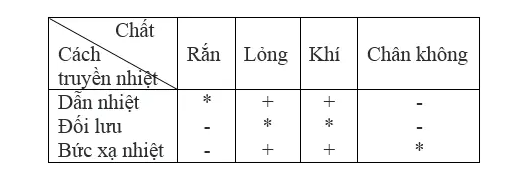 Chất
Cách truyền nhiệt
Rắn Lỏng Khí Chân không
Dẫn nhiệt * + + -
Đối lưu - * * -
Bức xạ nhiệt - + + *